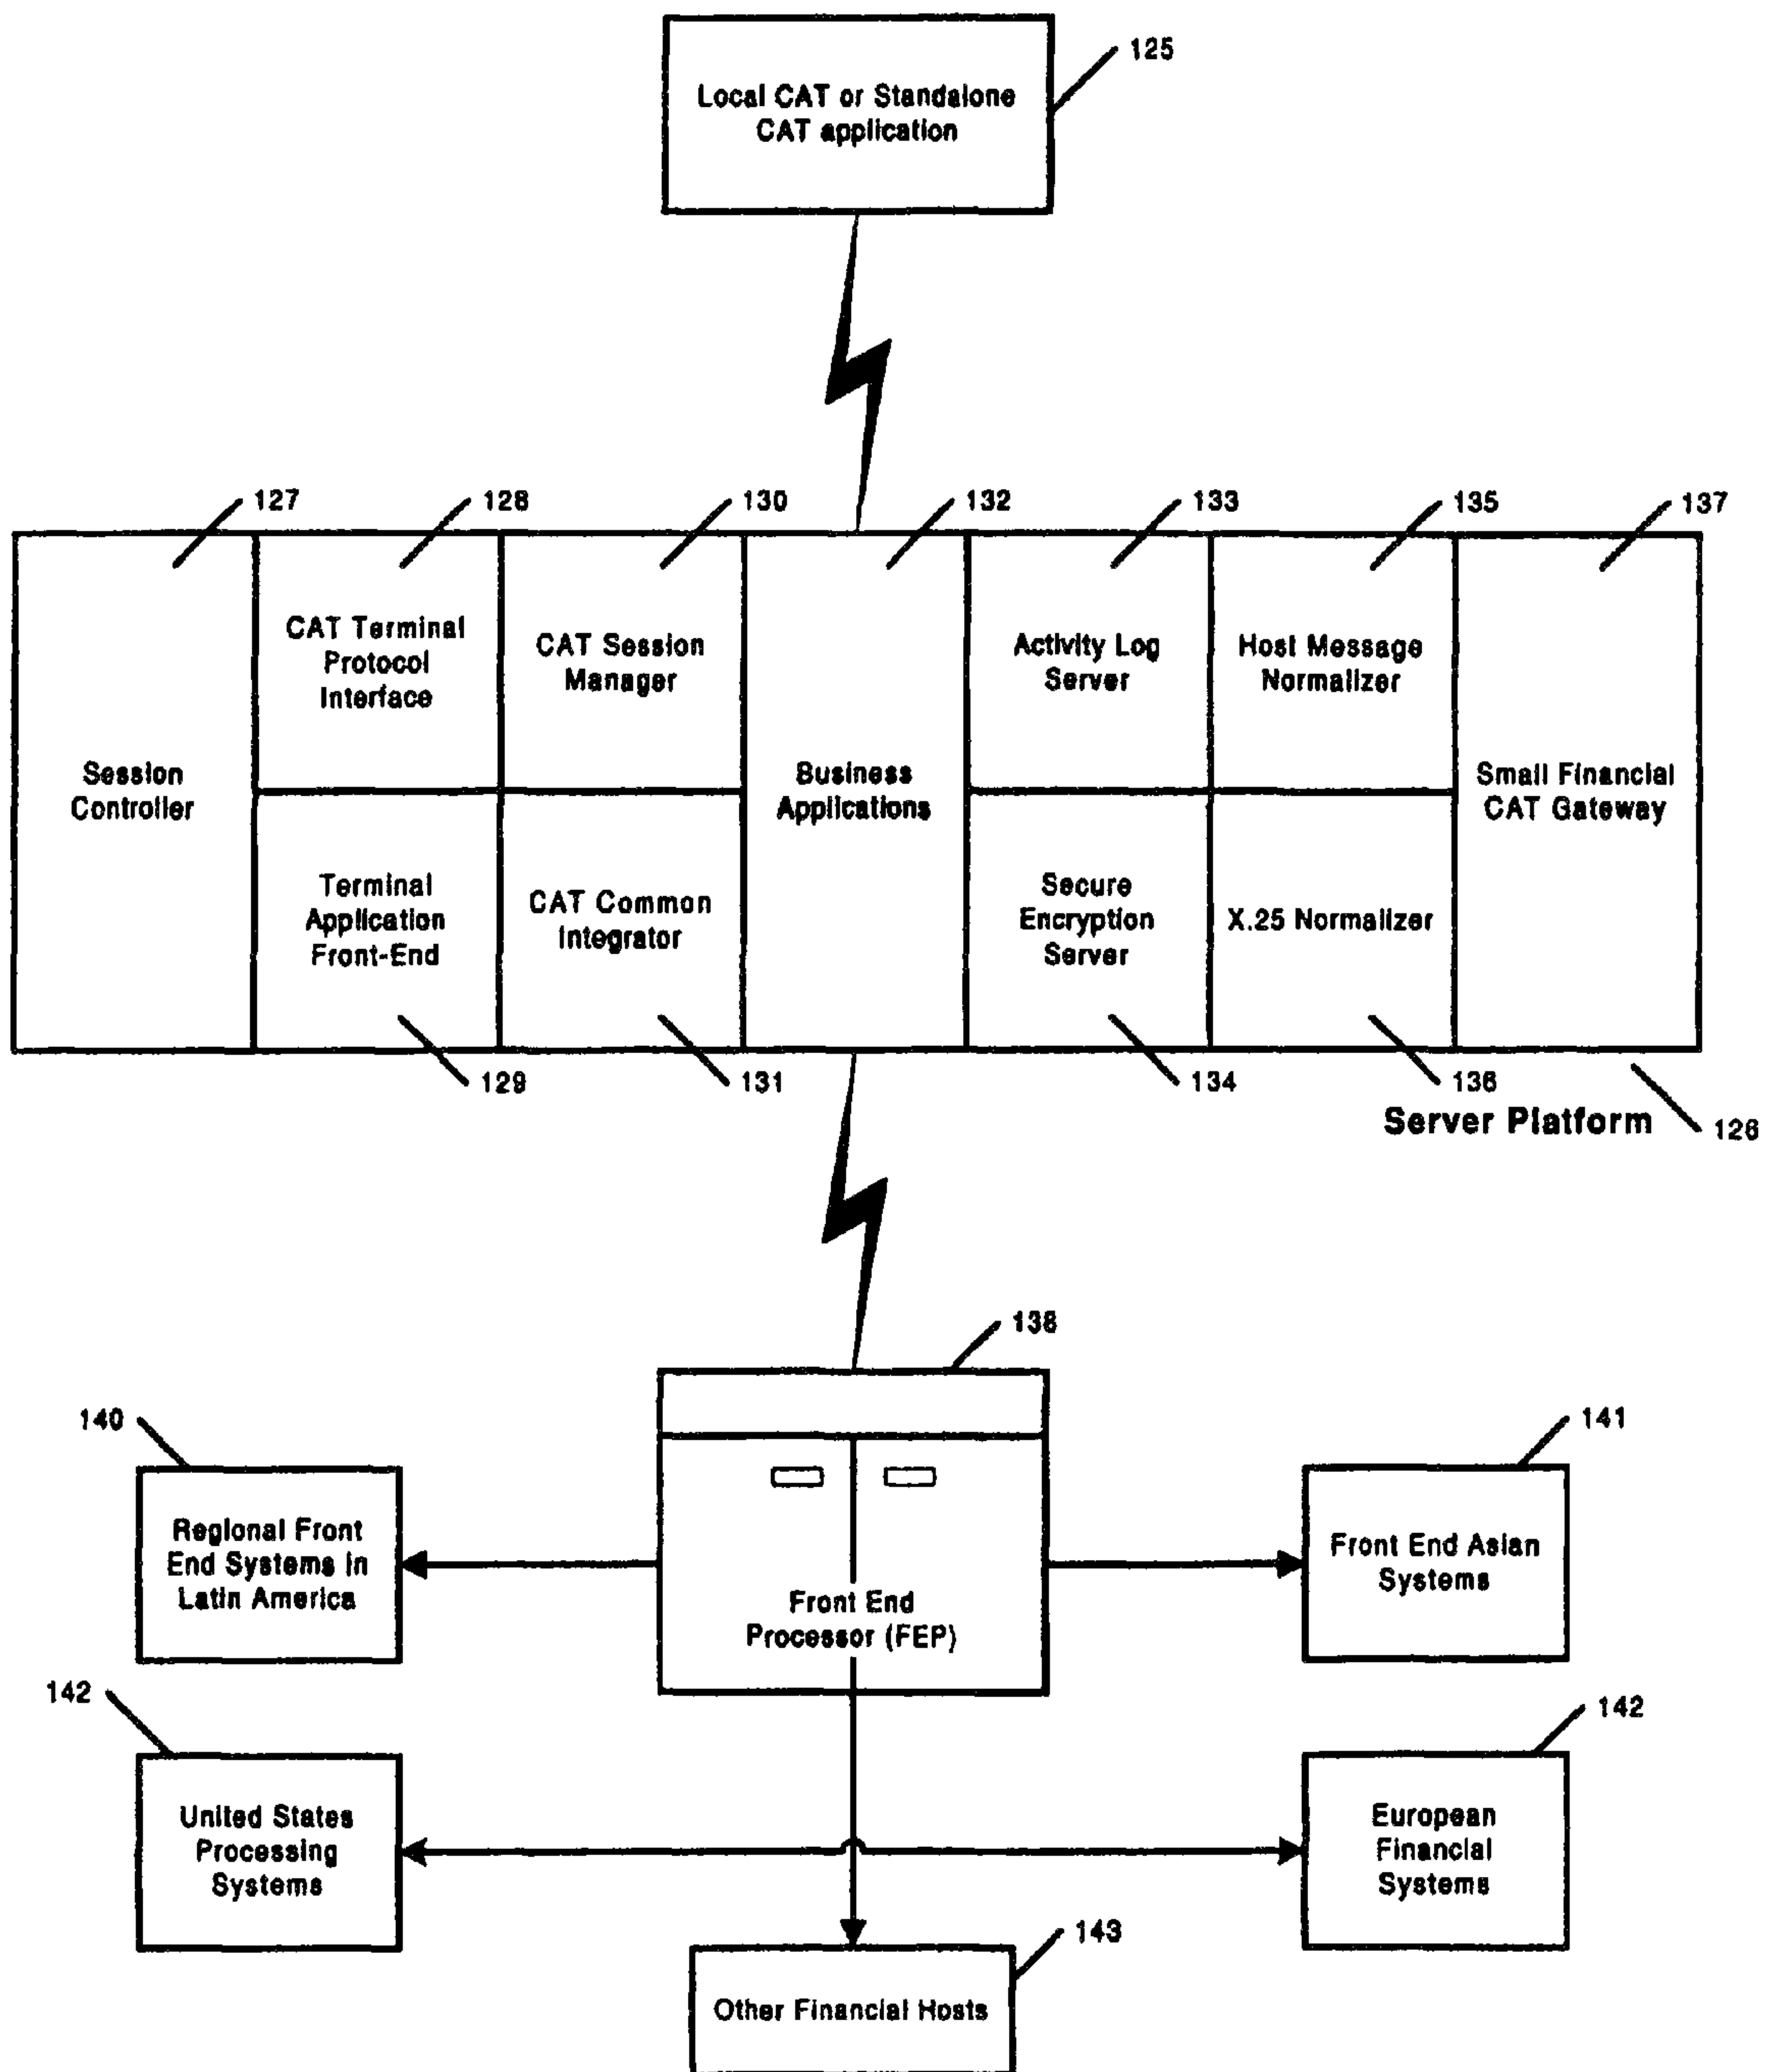 125
Local CAT or Standalone
CAT application
127
128
130
132
133
135
137
Session
Controller
CAT Terminal
Protocol
Interface
CAT Session
Manager
Business
Applications
Activity Log
Server
Host Message
Normalizer
Small Financial
CAT Gateway
Terminal
Application
Front-End
CAT Common
Integrator
Secure
Encryption
Server
X.25 Normalizer
129
131
134
136
Server Platform
126
138
140
141
Regional Front
End Systems in
Latin America
Front End
Processor (FEP)
Front End Asian
Systems
142
142
United States
Processing
Systems
European
Financial
Systems
143
Other Financial Hosts